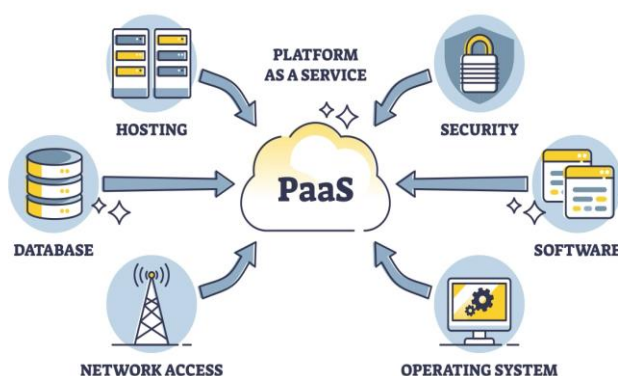 PLATFORM
AS A SERVICE
HOSTING
SECURITY
PaaS
DATABASE
SOFTWARE
NETWORK ACCESS
OPERATING SYSTEM